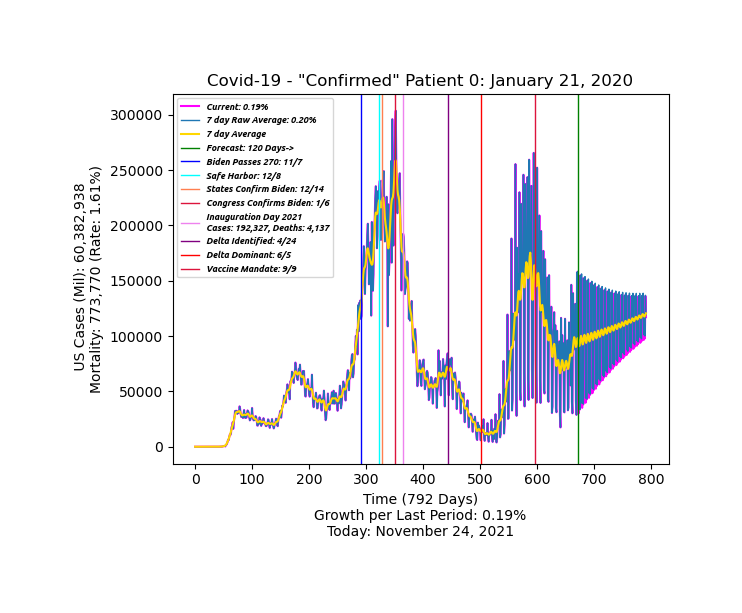 Covid-19 - "Confirmed" Patient 0: January 21, 2020
US Cases (Mil): 60,382,938
Mortality: 773,770 (Rate: 1.61%)
300000
250000
200000
150000
100000
50000
0
Current: 0.19%
7 day Raw Average: 0.20%
7 day Average
Forecast: 120 Days->
Biden Passes 270: 11/7
Safe Harbor: 12/8
States Confirm Biden: 12/14
Congress Confirms Biden: 1/6
Inauguration Day 2021
Cases: 192,327, Deaths: 4,137
Delta Identified: 4/24
Delta Dominant: 6/5
Vaccine Mandate: 9/9
0 100 200 300 400 500 600 700 800
Time (792 Days)
Growth per Last Period: 0.19%
Today: November 24, 2021